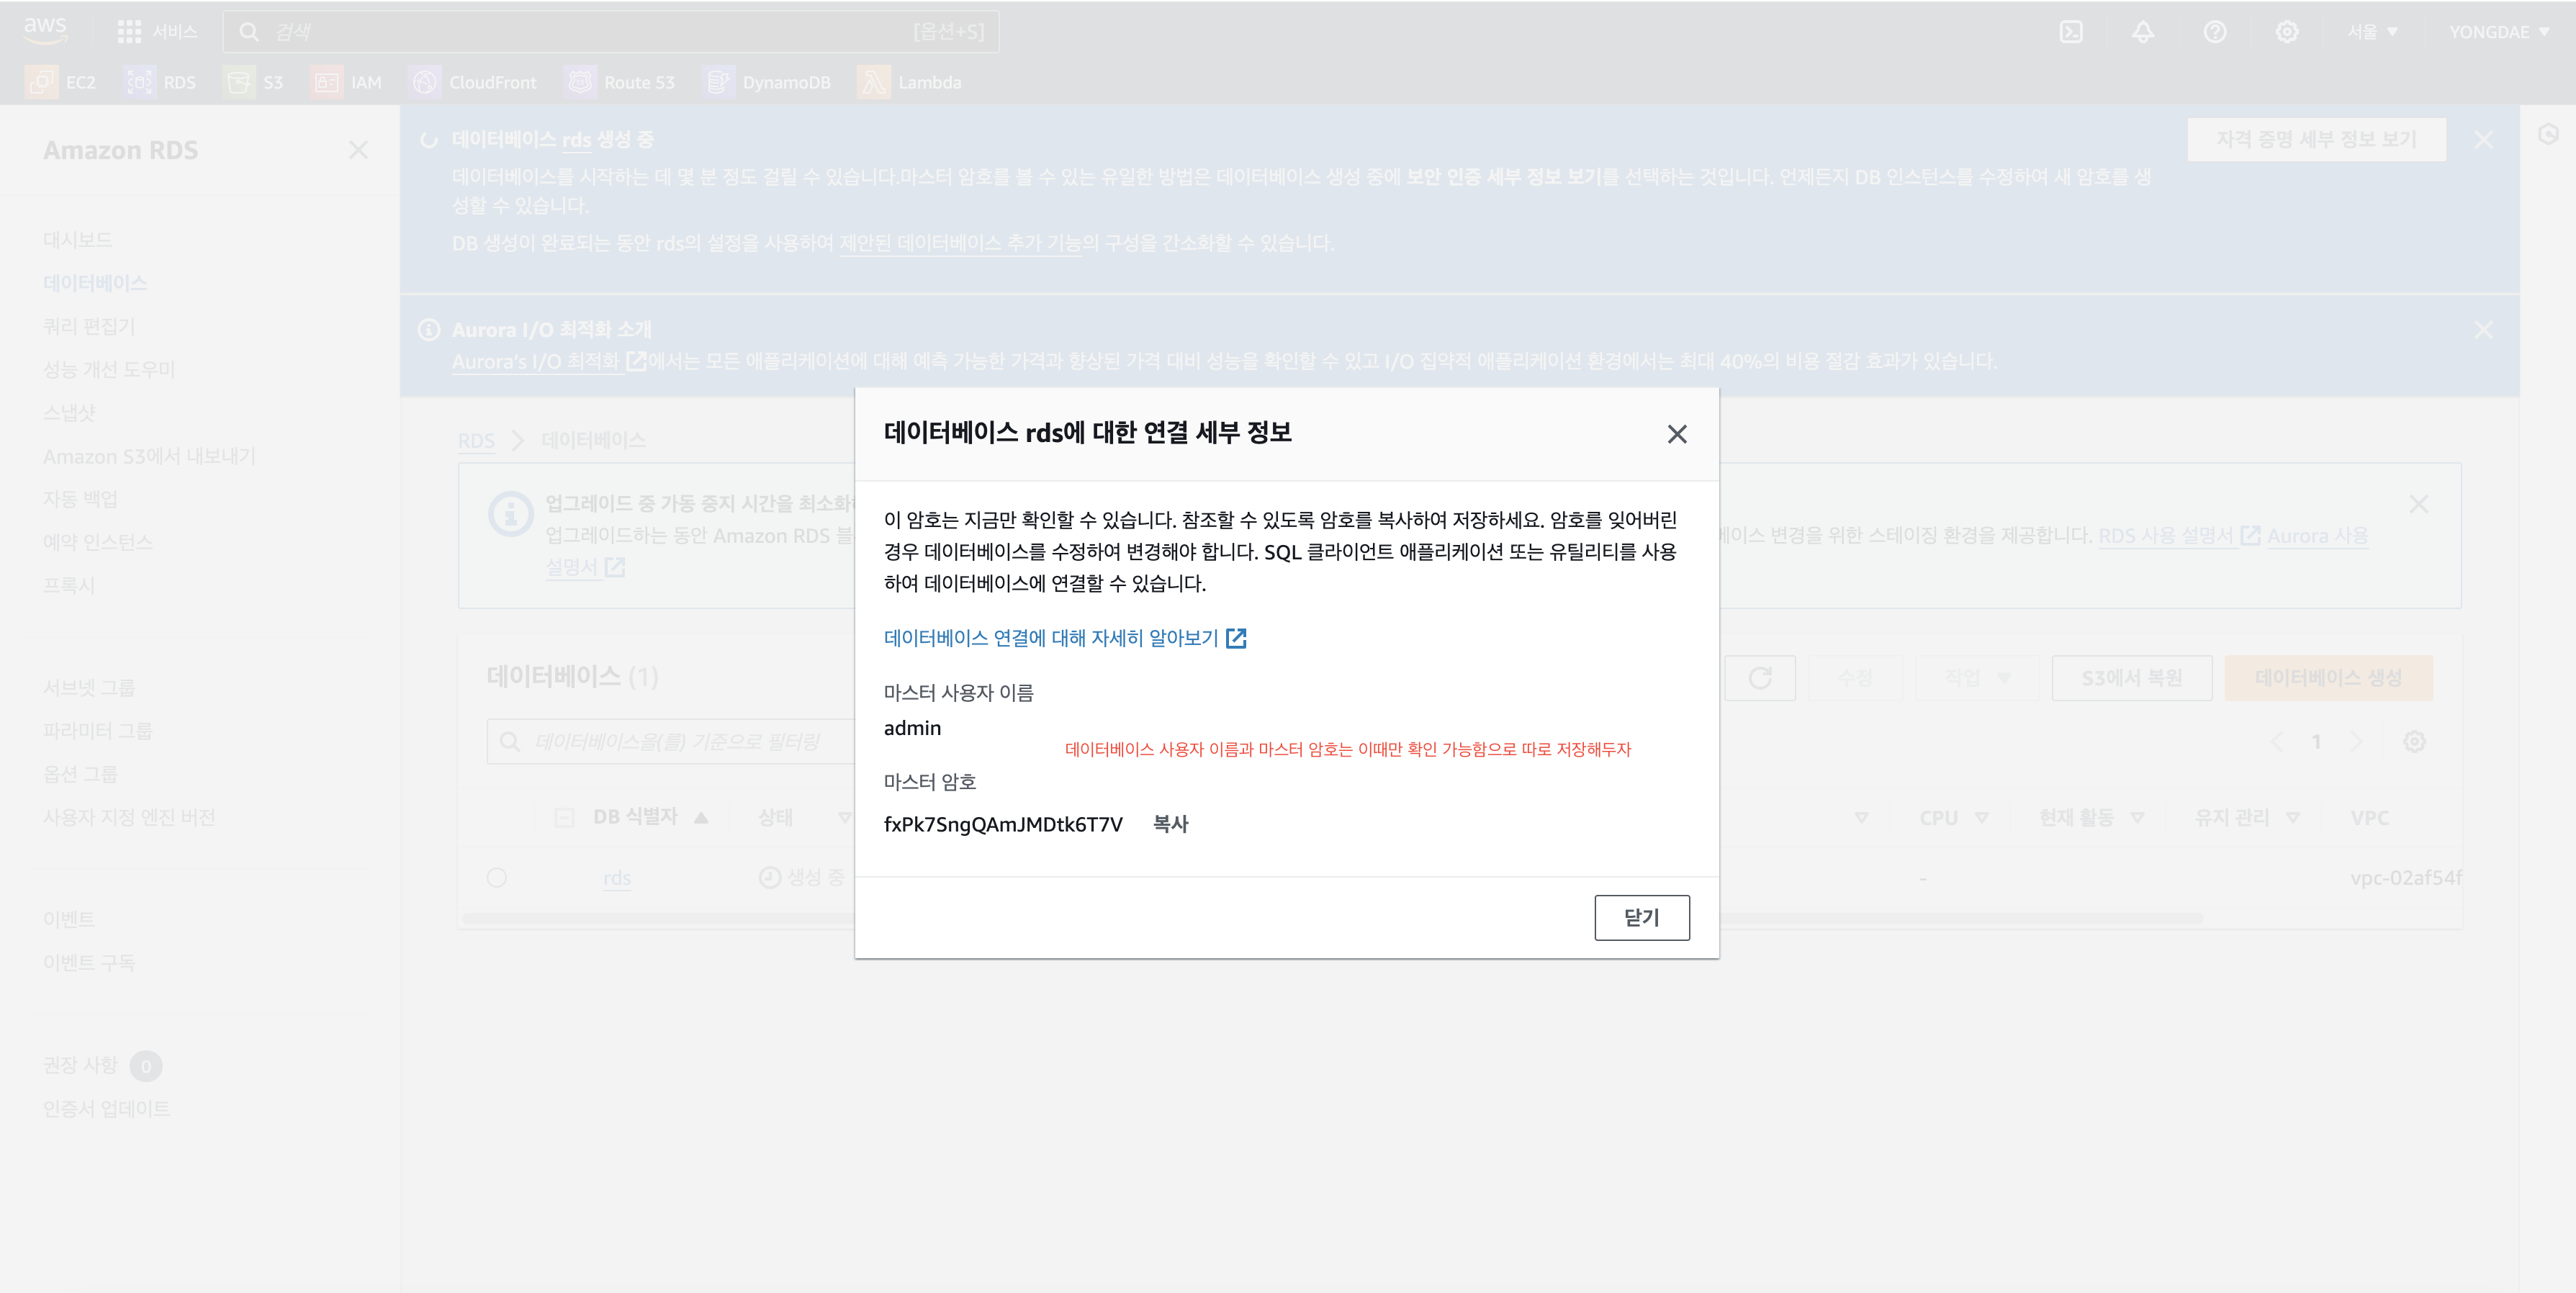 aws
서비스
검색
[옵션+S]
서울
YONGDAE
EC2
RDS
S3
IAM
CloudFront
Route 53
DynamoDB
Lambda
Amazon RDS
대시보드
데이터베이스
쿼리 편집기
성능 개선 도우미
스냅샷
Amazon S3에서 내보내기
자동 백업
예약 인스턴스
프록시
서브넷 그룹
파라미터 그룹
옵션 그룹
사용자 지정 엔진 버전
이벤트
이벤트 구독
권장 사항 0
인증서 업데이트
데이터베이스 rds 생성 중
자격 증명 세부 정보 보기
데이터베이스를 시작하는 데 몇 분 정도 걸릴 수 있습니다.마스터 암호를 볼 수 있는 유일한 방법은 데이터베이스 생성 중에 보안 인증 세부 정보 보기를 선택하는 것입니다. 언제든지 DB 인스턴스를 수정하여 새 암호를 생
성할 수 있습니다.
DB 생성이 완료되는 동안 rds의 설정을 사용하여 제안된 데이터베이스 추가 기능의 구성을 간소화할 수 있습니다.
Aurora I/O 최적화 소개
Aurora's I/O 최적화 에서는 모든 애플리케이션에 대해 예측 가능한 가격과 향상된 가격 대비 성능을 확인할 수 있고 I/O 집약적 애플리케이션 환경에서는 최대 40%의 비용 절감 효과가 있습니다.
RDS
데이터베이스
업그레이드 중 가동 중지 시간을 최소화
업그레이드하는 동안 Amazon RDS 블
이스 변경을 위한 스테이징 환경을 제공합니다. RDS 사용 설명서 Aurora 사용
설명서
데이터베이스 (1)
수정
작업
S3에서 복원
데이터베이스 생성
데이터베이스을(를) 기준으로 필터링
1
DB 식별자
상태
CPU
현재 활동
유지 관리
VPC
rds
생성 중
-
vpc-02af54f
데이터베이스 rds에 대한 연결 세부 정보
이 암호는 지금만 확인할 수 있습니다. 참조할 수 있도록 암호를 복사하여 저장하세요. 암호를 잊어버린
경우 데이터베이스를 수정하여 변경해야 합니다. SQL 클라이언트 애플리케이션 또는 유틸리티를 사용
하여 데이터베이스에 연결할 수 있습니다.
데이터베이스 연결에 대해 자세히 알아보기
마스터 사용자 이름
admin
데이터베이스 사용자 이름과 마스터 암호는 이때만 확인 가능함으로 따로 저장해두자
마스터 암호
fxPk7SngQAmJMDtk6T7V
복사
닫기